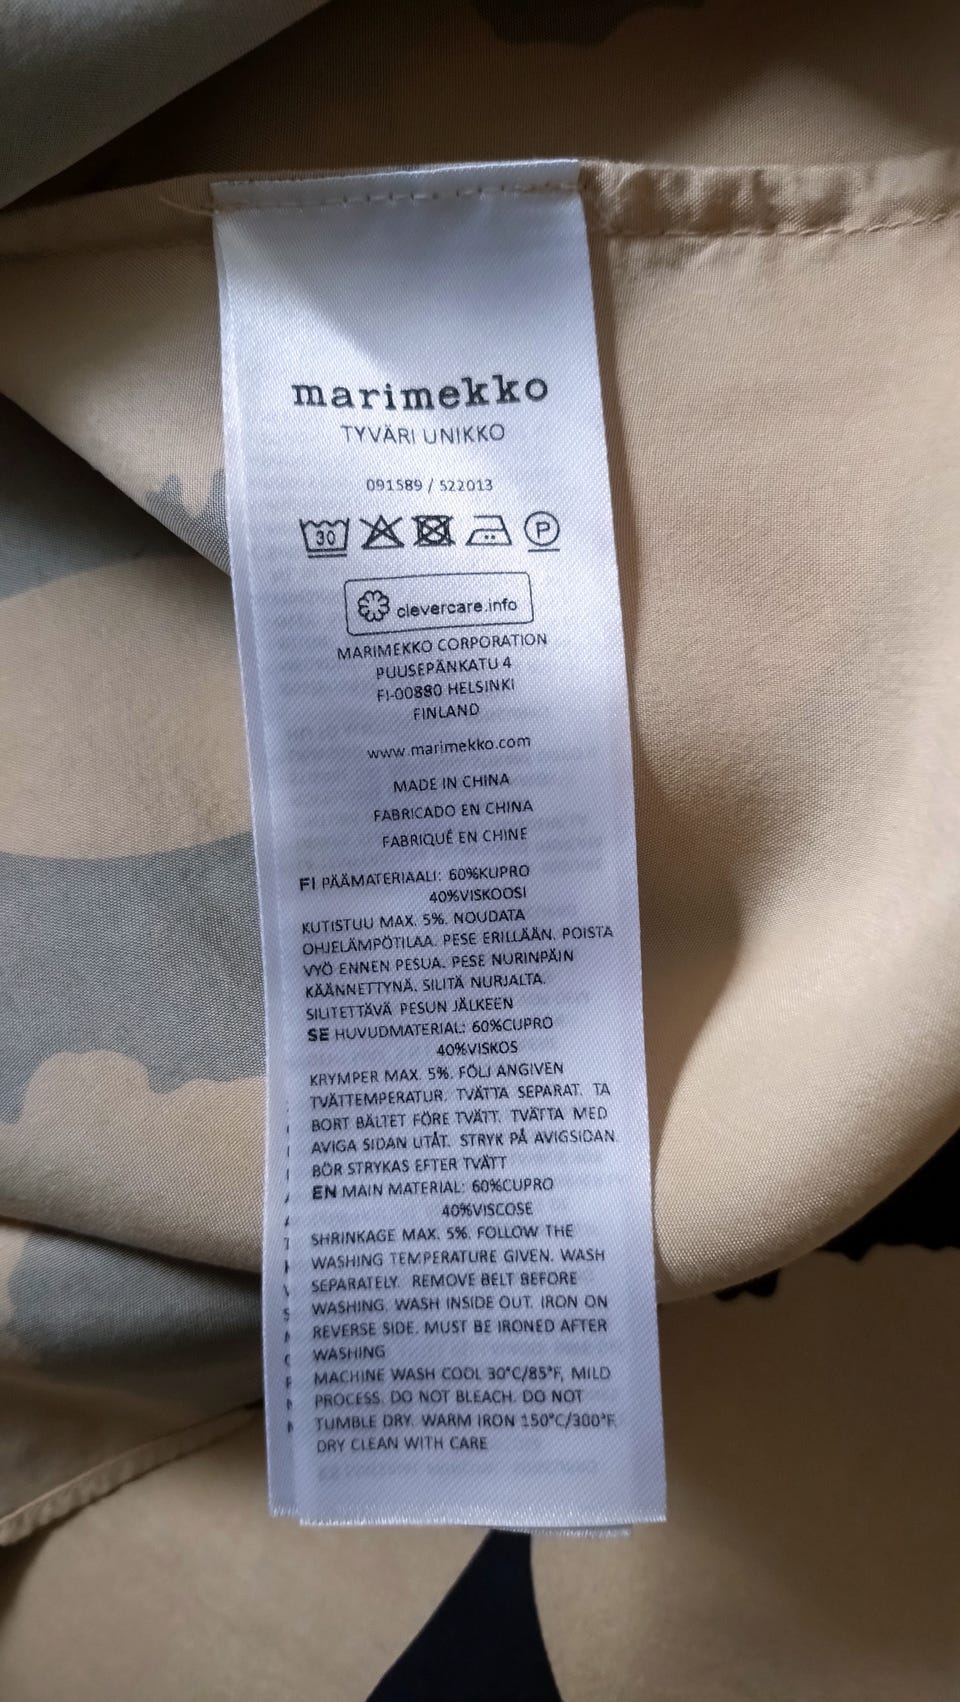 marimekko
TYVÄRI UNIKKO
091589 / 522013
30 P
clevercare.info
MARIMEKKO CORPORATION
PUUSEPÄNKATU 4
FI-00880 HELSINKI
FINLAND
www.marimekko.com
MADE IN CHINA
FABRICADO EN CHINA
FABRIQUÉ EN CHINE
FI PÄÄMATERIAALI: 60%KUPRO
40%VISKOOSI
KUTISTUU MAX. 5%. NOUDATA
OHJELÄMPÖTILAA. PESE ERILLÄÄN. POISTA
VYÖ ENNEN PESUA. PESE NURINPÄIN
KÄÄNNETTYNÄ. SILITÄ NURJALTA.
SILITETTÄVÄ PESUN JÄLKEEN
SE HUVUDMATERIAL: 60%CUPRO
40%VISKOS
KRYMPER MAX. 5%. FÖLJ ANGIVEN
TVÄTTEMPERATUR. TVÄTTA SEPARAT. TA
BORT BÄLTET FÖRE TVÄTT. TVÄTTA MED
AVIGA SIDAN UTÅT. STRYK PÅ AVIGSIDAN.
BÖR STRYKAS EFTER TVÄTT
EN MAIN MATERIAL: 60%CUPRO
40%VISCOSE
SHRINKAGE MAX. 5%. FOLLOW THE
WASHING TEMPERATURE GIVEN. WASH
SEPARATELY. REMOVE BELT BEFORE
WASHING. WASH INSIDE OUT. IRON ON
REVERSE SIDE. MUST BE IRONED AFTER
WASHING
MACHINE WASH COOL 30°C/85°F, MILD
PROCESS. DO NOT BLEACH. DO NOT
TUMBLE DRY. WARM IRON 150°C/300°F.
DRY CLEAN WITH CARE